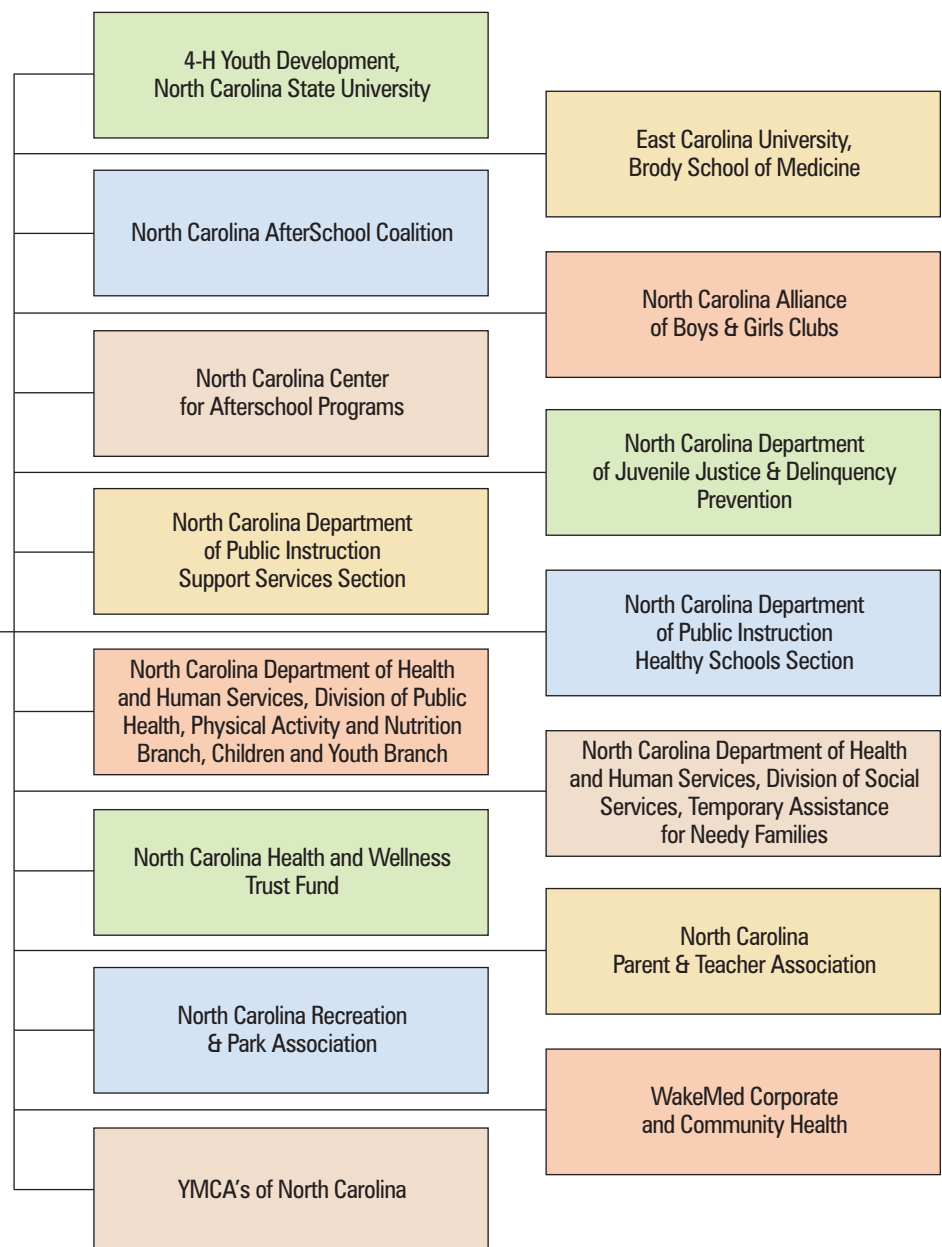 4-H Youth Development,
North Carolina State University
East Carolina University,
Brody School of Medicine
North Carolina AfterSchool Coalition
North Carolina Alliance
of Boys & Girls Clubs
North Carolina Center
for Afterschool Programs
North Carolina Department
of Juvenile Justice & Delinquency
Prevention
North Carolina Department
of Public Instruction
Support Services Section
North Carolina Department
of Public Instruction
Healthy Schools Section
North Carolina Department of Health
and Human Services, Division of Public
Health, Physical Activity and Nutrition
Branch, Children and Youth Branch
North Carolina Department of Health
and Human Services, Division of Social
Services, Temporary Assistance
for Needy Families
North Carolina Health and Wellness
Trust Fund
North Carolina
Parent & Teacher Association
North Carolina Recreation
& Park Association
WakeMed Corporate
and Community Health
YMCA's of North Carolina